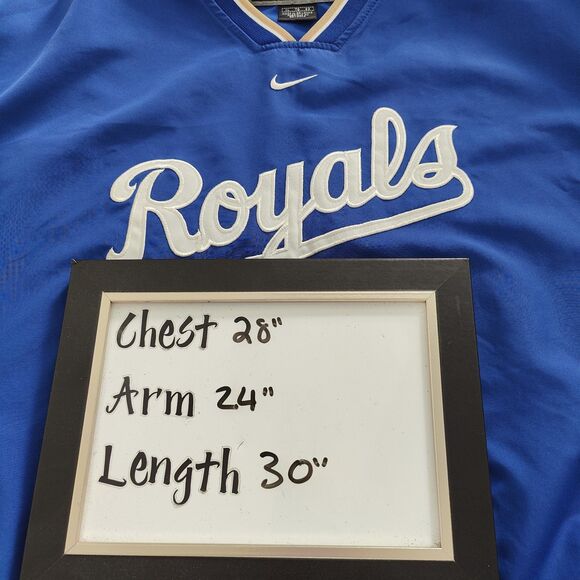 Royals
Chest 28"
Arm 24"
Length 30"